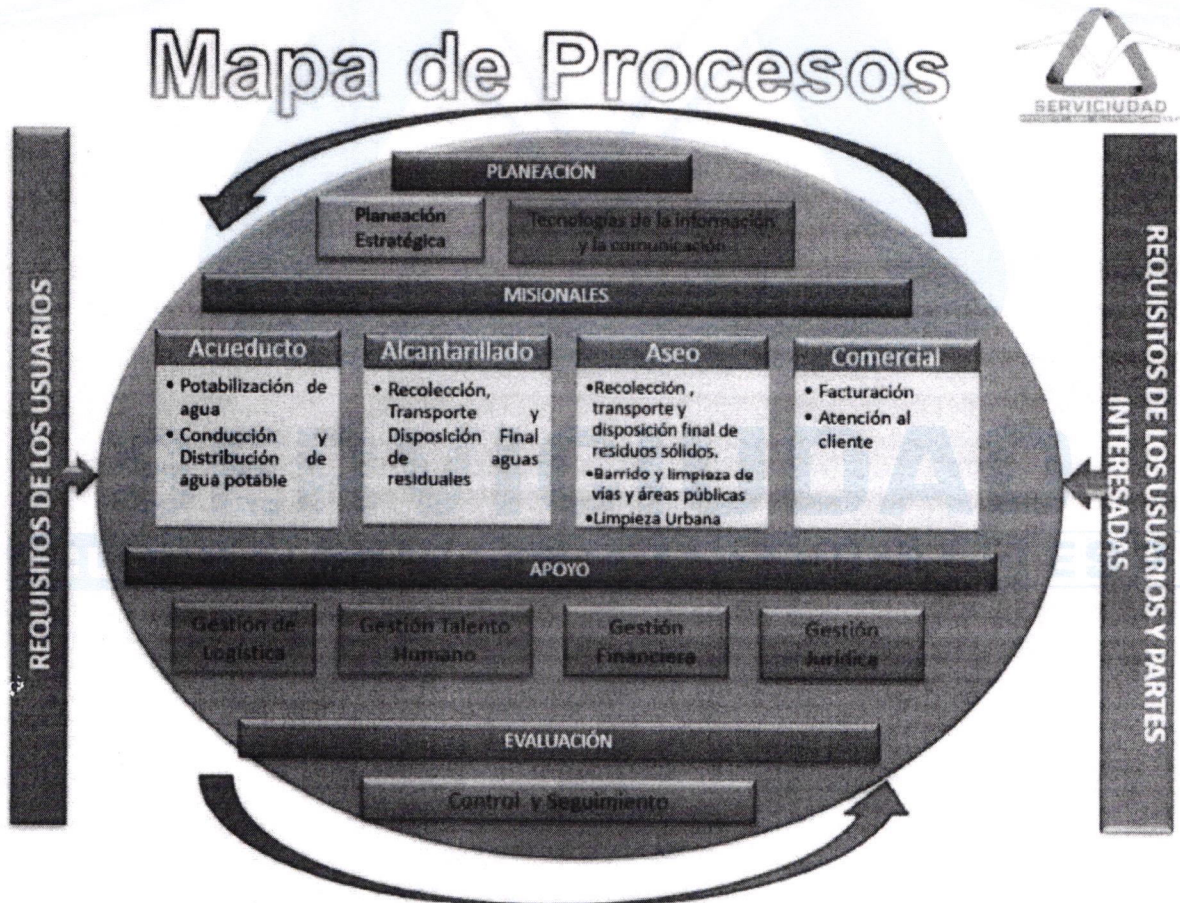 Mapa de Procesos
SERVICIUDAD
REQUISITOS DE LOS USUARIOS
PLANEACIÓN
Planeación
Estratégica
Tecnologías de la información
y la comunicación
MISIONALES
Acueducto
• Potabilización de
agua
• Conducción y
Distribución de
agua potable
Alcantarillado
• Recolección,
Transporte y
Disposición Final
de aguas
residuales
Aseo
•Recolección ,
transporte y
disposición final de
residuos sólidos.
•Barrido y limpieza de
vías y áreas públicas
•Limpieza Urbana
Comercial
• Facturación
• Atención al
cliente
APOYO
Gestión de
Logística
Gestión Talento
Humano
Gestión
Financiera
Gestión
Jurídica
EVALUACIÓN
Control y Seguimiento
REQUISITOS DE LOS USUARIOS Y PARTES
INTERESADAS